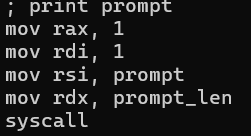 ; print prompt
mov rax, 1
mov rdi, 1
mov rsi, prompt
mov rdx, prompt_len
syscall